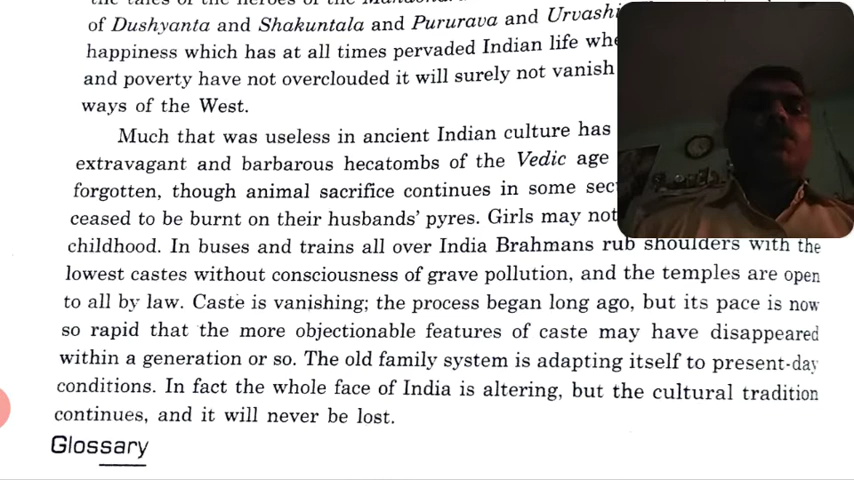 the tales of the heroes of the
of Dushyanta and Shakuntala and Pururava and Urvashi
happiness which has at all times pervaded Indian life
and poverty have not overclouded it will surely not vanish
ways of the West.
Much that was useless in ancient Indian culture has
extravagant and barbarous hecatombs of the Vedic age
forgotten, though animal sacrifice continues in some
ceased to be burnt on their husbands' pyres. Girls may not
childhood. In buses and trains all over India Brahmans rub shoulders with the
lowest castes without consciousness of grave pollution, and the temples are open
to all by law. Caste is vanishing; the process began long ago, but its pace is now
so rapid that the more objectionable features of caste may have disappeared
within a generation or so. The old family system is adapting itself to present-day
conditions. In fact the whole face of India is altering, but the cultural tradition
continues, and it will never be lost.
Glossary